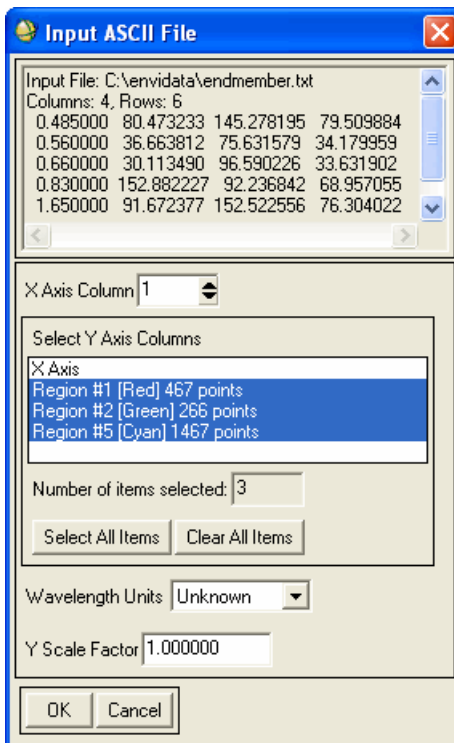 Input ASCII File
Input File: C:\envidata\endmember.txt
Columns: 4, Rows: 6
0.485000 80.473233 145.278195 79.509884
0.560000 36.663812 75.631579 34.179959
0.660000 30.113490 96.590226 33.631902
0.830000 152.882227 92.236842 68.957055
1.650000 91.672377 152.522556 76.304022
X Axis Column 1
Select Y Axis Columns
X Axis
Region #1 [Red] 467 points
Region #2 [Green] 266 points
Region #5 [Cyan] 1467 points
Number of items selected: 3
Select All Items Clear All Items
Wavelength Units Unknown
Y Scale Factor 1.000000
OK Cancel